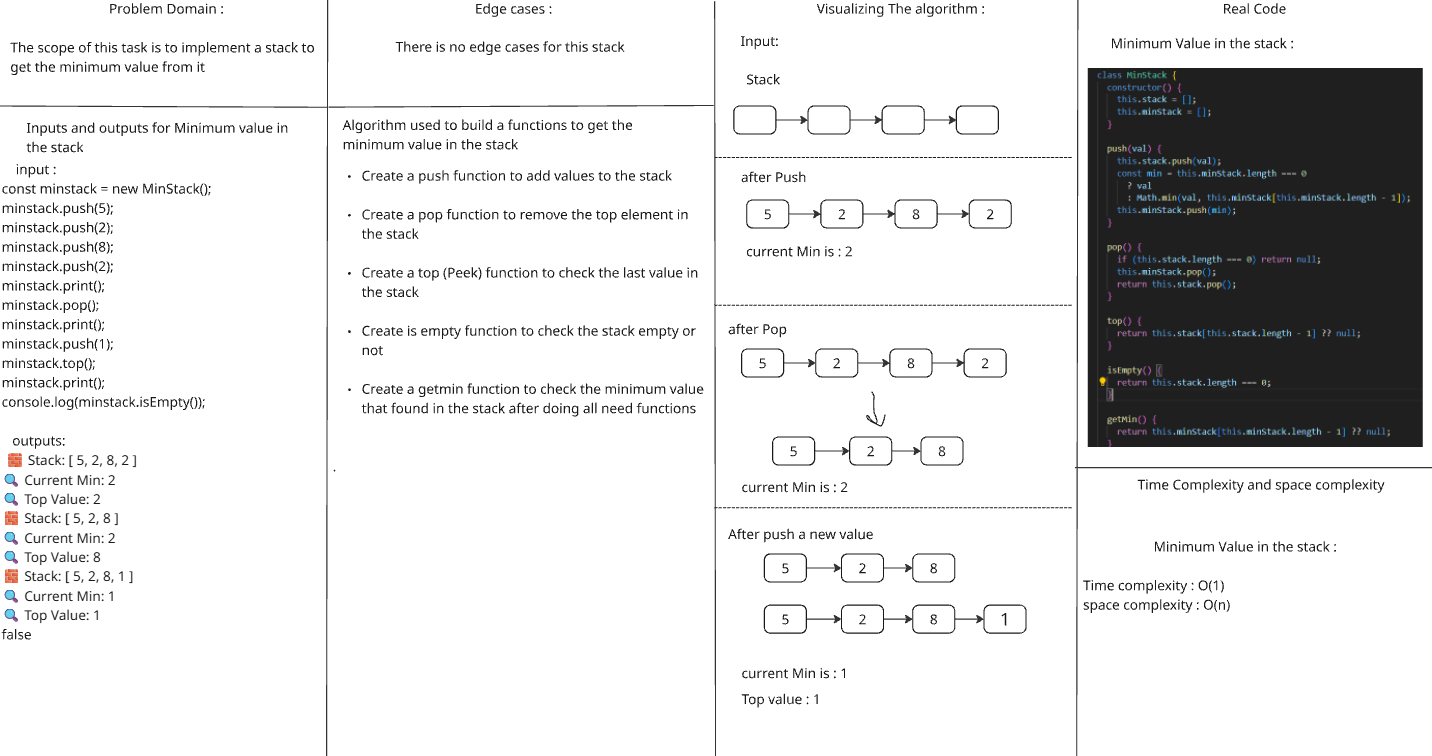 Problem Domain :
The scope of this task is to implement a stack to
get the minimum value from it
Inputs and outputs for Minimum value in
the stack
input :
const minstack = new MinStack();
minstack.push(5);
minstack.push(2);
minstack.push(8);
minstack.push(2);
minstack.print();
minstack.pop();
minstack.print();
minstack.push(1);
minstack.top();
minstack.print();
console.log(minstack.isEmpty());
outputs:
🧱 Stack: [ 5, 2, 8, 2 ]
🔍 Current Min: 2
🔍 Top Value: 2
🧱 Stack: [ 5, 2, 8 ]
🔍 Current Min: 2
🔍 Top Value: 8
🧱 Stack: [ 5, 2, 8, 1 ]
🔍 Current Min: 1
🔍 Top Value: 1
false
Edge cases :
There is no edge cases for this stack
Algorithm used to build a functions to get the
minimum value in the stack
• Create a push function to add values to the stack
• Create a pop function to remove the top element in
the stack
• Create a top (Peek) function to check the last value in
the stack
• Create is empty function to check the stack empty or
not
• Create a getmin function to check the minimum value
that found in the stack after doing all need functions
.
Visualizing The algorithm :
Input:
Stack
after Push
5 2 8 2
current Min is : 2
after Pop
5 2 8 2
5 2 8
current Min is : 2
After push a new value
5 2 8
5 2 8 1
current Min is : 1
Top value : 1
Real Code
Minimum Value in the stack :
class MinStack {
constructor() {
this.stack = [];
this.minStack = [];
}
push(val) {
this.stack.push(val);
const min = this.minStack.length === 0
? val
: Math.min(val, this.minStack[this.minStack.length - 1]);
this.minStack.push(min);
}
pop() {
if (this.stack.length === 0) return null;
this.minStack.pop();
return this.stack.pop();
}
top() {
return this.stack[this.stack.length - 1] ?? null;
}
isEmpty() {
return this.stack.length === 0;
}
getMin() {
return this.minStack[this.minStack.length - 1] ?? null;
}
Time Complexity and space complexity
Minimum Value in the stack :
Time complexity : O(1)
space complexity : O(n)